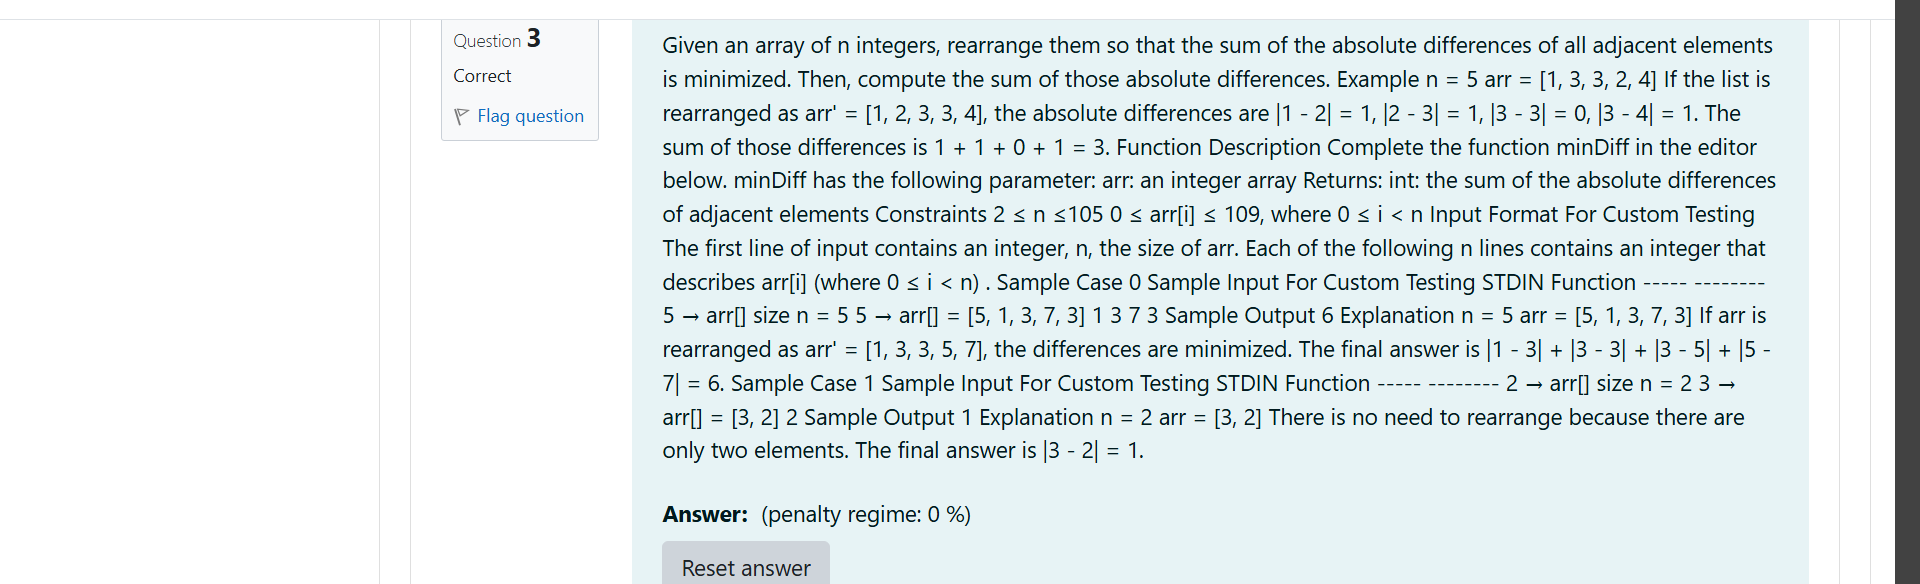 Question 3
Correct
Flag question
Given an array of n integers, rearrange them so that the sum of the absolute differences of all adjacent elements
is minimized. Then, compute the sum of those absolute differences. Example n = 5 arr = [1, 3, 3, 2, 4] If the list is
rearranged as arr' = [1, 2, 3, 3, 4], the absolute differences are |1 - 2| = 1, |2 - 3| = 1, |3 - 3| = 0, |3 - 4| = 1. The
sum of those differences is 1 + 1 + 0 + 1 = 3. Function Description Complete the function minDiff in the editor
below. minDiff has the following parameter: arr: an integer array Returns: int: the sum of the absolute differences
of adjacent elements Constraints 2 ≤ n ≤105 0 ≤ arr[i] ≤ 109, where 0 ≤ i < n Input Format For Custom Testing
The first line of input contains an integer, n, the size of arr. Each of the following n lines contains an integer that
describes arr[i] (where 0 ≤ i < n) . Sample Case 0 Sample Input For Custom Testing STDIN Function ----- --------
5 → arr[] size n = 5 5 → arr[] = [5, 1, 3, 7, 3] 1 3 7 3 Sample Output 6 Explanation n = 5 arr = [5, 1, 3, 7, 3] If arr is
rearranged as arr' = [1, 3, 3, 5, 7], the differences are minimized. The final answer is |1 - 3| + |3 - 3| + |3 - 5| + |5 -
7| = 6. Sample Case 1 Sample Input For Custom Testing STDIN Function ----- -------- 2 → arr[] size n = 2 3 →
arr[] = [3, 2] 2 Sample Output 1 Explanation n = 2 arr = [3, 2] There is no need to rearrange because there are
only two elements. The final answer is |3 - 2| = 1.
Answer: (penalty regime: 0 %)
Reset answer